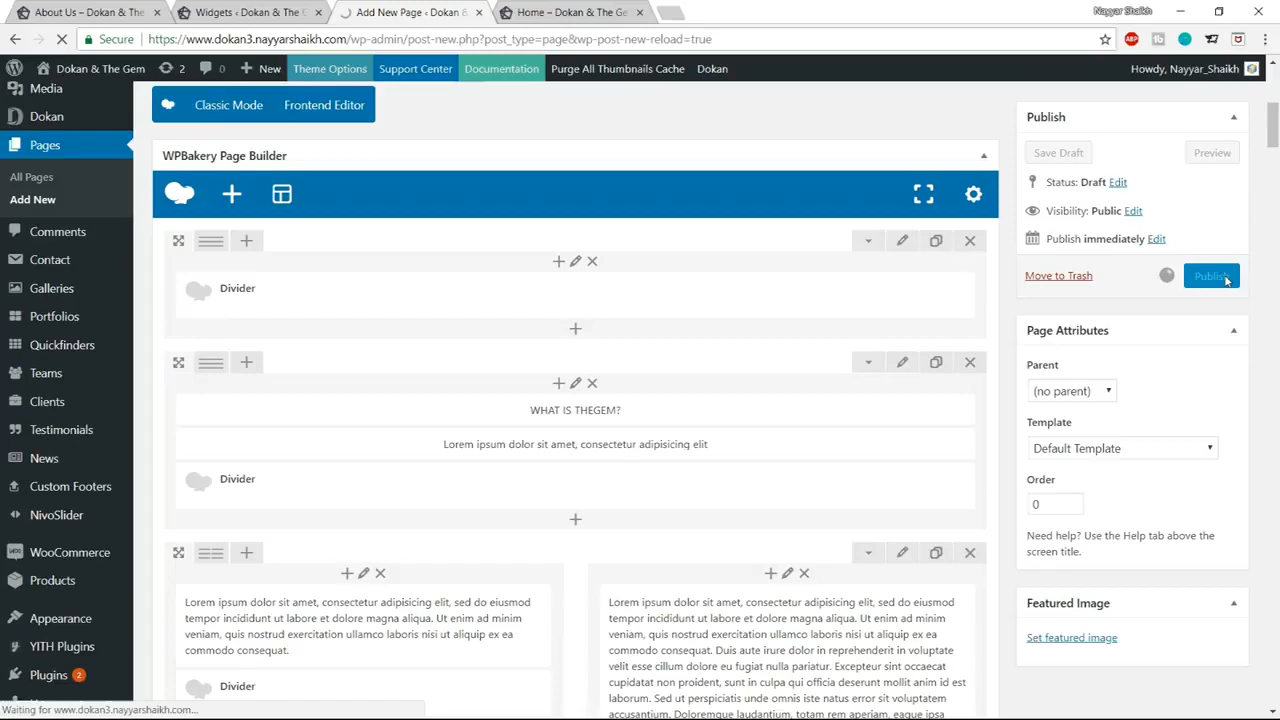 About Us – Dokan & The
Widgets ‹ Dokan & The G
Add New Page ‹ Dokan &
Home – Dokan & The Ge
Nayyar Shaikh
Secure
https://www.dokan3.nayyarshaikh.com/wp-admin/post-new.php?post_type=page&wp-post-new-reload=true
ABP
Dokan & The Gem
2
0
New
Theme Options
Support Center
Documentation
Purge All Thumbnails Cache
Dokan
Howdy, Nayyar_Shaikh
Media
Dokan
Pages
All Pages
Add New
Comments
Contact
Galleries
Portfolios
Quickfinders
Teams
Clients
Testimonials
News
Custom Footers
NivoSlider
WooCommerce
Products
Appearance
YITH Plugins
Plugins 2
Classic Mode
Frontend Editor
WPBakery Page Builder
Divider
WHAT IS THEGEM?
Lorem ipsum dolor sit amet, consectetur adipisicing elit
Divider
Lorem ipsum dolor sit amet, consectetur adipisicing elit, sed do eiusmod
tempor incididunt ut labore et dolore magna aliqua. Ut enim ad minim
veniam, quis nostrud exercitation ullamco laboris nisi ut aliquip ex ea
commodo consequat.
Divider
Lorem ipsum dolor sit amet, consectetur adipisicing elit, sed do eiusmod
tempor incididunt ut labore et dolore magna aliqua. Ut enim ad minim
veniam, quis nostrud exercitation ullamco laboris nisi ut aliquip ex ea
commodo consequat. Duis aute irure dolor in reprehenderit in voluptate
velit esse cillum dolore eu fugiat nulla pariatur. Excepteur sint occaecat
cupidatat non proident, sunt in culpa qui officia deserunt mollit anim id est
laborum. Sed ut perspiciatis unde omnis iste natus error sit voluptatem
accusantium doloremque laudantium, totam rem aperiam, eaque ipsa
Publish
Save Draft
Preview
Status: Draft Edit
Visibility: Public Edit
Publish immediately Edit
Move to Trash
Publish
Page Attributes
Parent
(no parent)
Template
Default Template
Order
0
Need help? Use the Help tab above the
screen title.
Featured Image
Set featured image
Waiting for www.dokan3.nayyarshaikh.com...